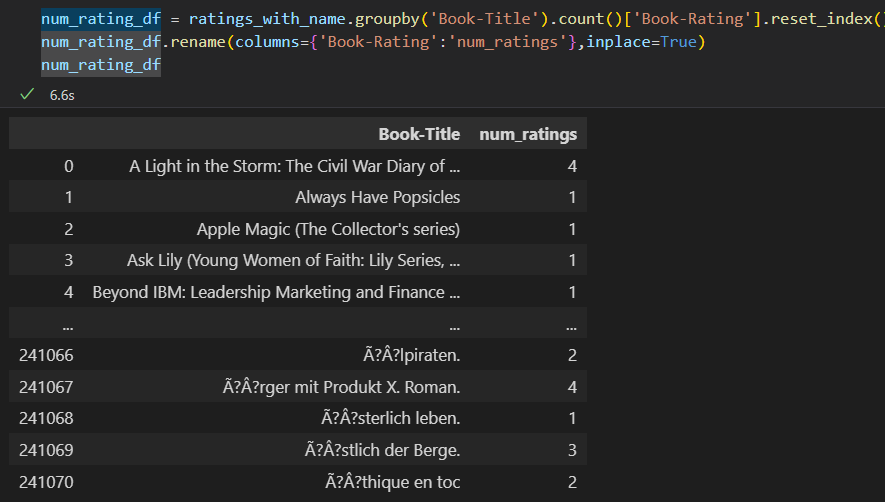 num_rating_df = ratings_with_name.groupby('Book-Title').count()['Book-Rating'].reset_index()
num_rating_df.rename(columns={'Book-Rating':'num_ratings'},inplace=True)
num_rating_df
✓ 6.6s
Book-Title num_ratings
0 A Light in the Storm: The Civil War Diary of ... 4
1 Always Have Popsicles 1
2 Apple Magic (The Collector's series) 1
3 Ask Lily (Young Women of Faith: Lily Series, ... 1
4 Beyond IBM: Leadership Marketing and Finance ... 1
... ... ...
241066 Ã?Â?lpiraten. 2
241067 Ã?Â?rger mit Produkt X. Roman. 4
241068 Ã?Â?sterlich leben. 1
241069 Ã?Â?stlich der Berge. 3
241070 Ã?Â?thique en toc 2